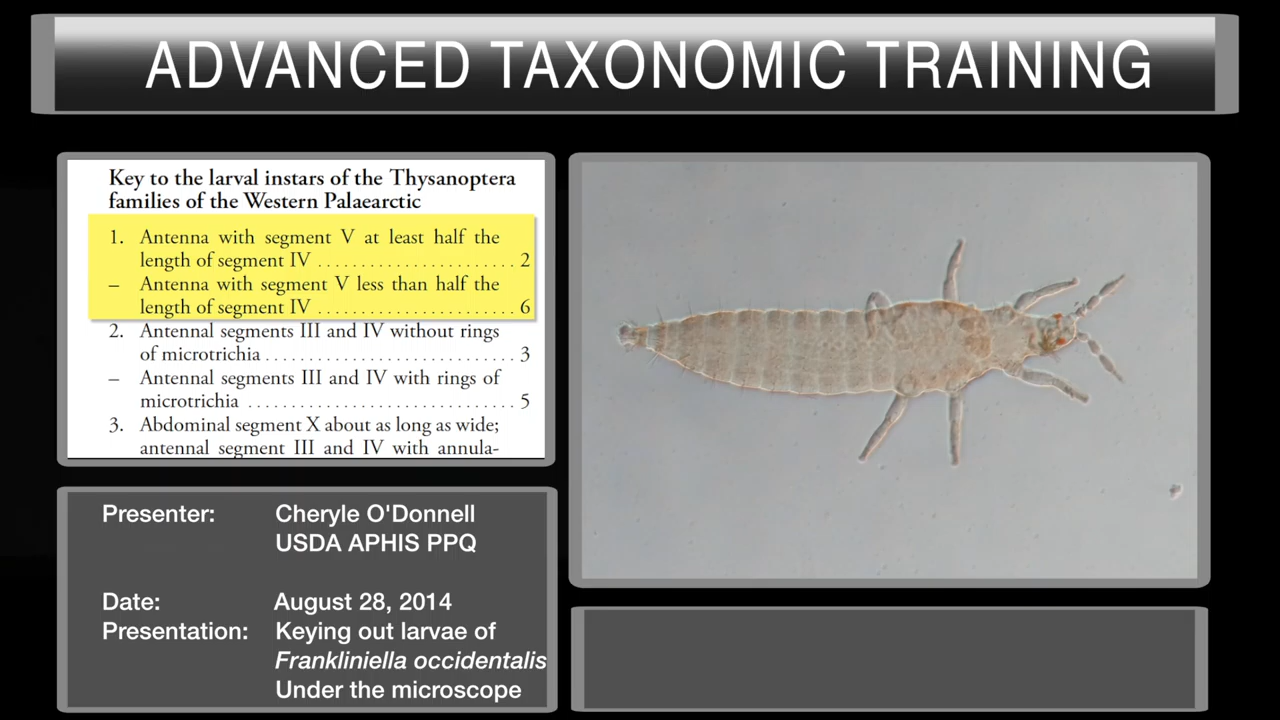 ADVANCED TAXONOMIC TRAINING
Key to the larval instars of the Thysanoptera
families of the Western Palaearctic
1. Antenna with segment V at least half the
length of segment IV ...................... 2
– Antenna with segment V less than half the
length of segment IV ...................... 6
2. Antennal segments III and IV without rings
of microtrichia ........................... 3
– Antennal segments III and IV with rings of
microtrichia .............................. 5
3. Abdominal segment X about as long as wide;
antennal segment III and IV with annula-
Presenter: Cheryle O'Donnell
USDA APHIS PPQ
Date: August 28, 2014
Presentation: Keying out larvae of
Frankliniella occidentalis
Under the microscope